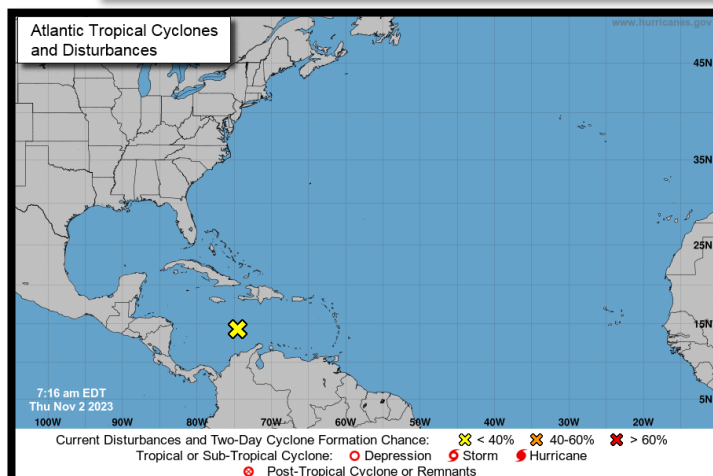 Atlantic Tropical Cyclones
and Disturbances
www.hurricanes.gov
45N
35N
25N
15N
5N
7:16 am EDT
Thu Nov 2 2023
100W 90W 80W 70W 60W 50W 40W 30W 20W
Current Disturbances and Two-Day Cyclone Formation Chance: < 40% 40-60% > 60%
Tropical or Sub-Tropical Cyclone: Depression Storm Hurricane
Post-Tropical Cyclone or Remnants